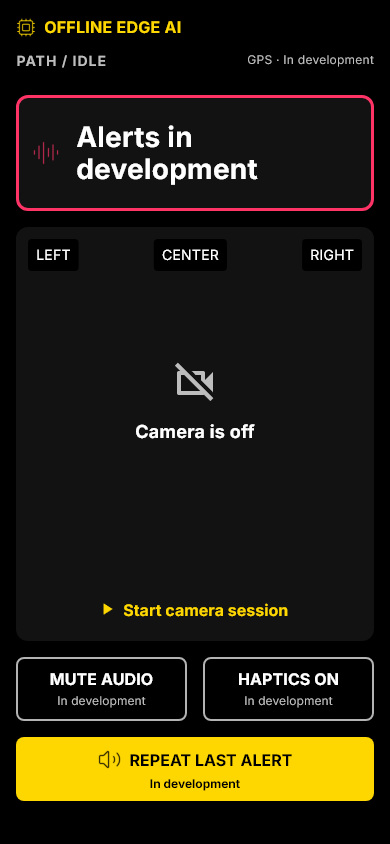 OFFLINE EDGE AI
PATH / IDLE
GPS · In development
Alerts in
development
LEFT
CENTER
RIGHT
Camera is off
Start camera session
MUTE AUDIO
In development
HAPTICS ON
In development
REPEAT LAST ALERT
In development